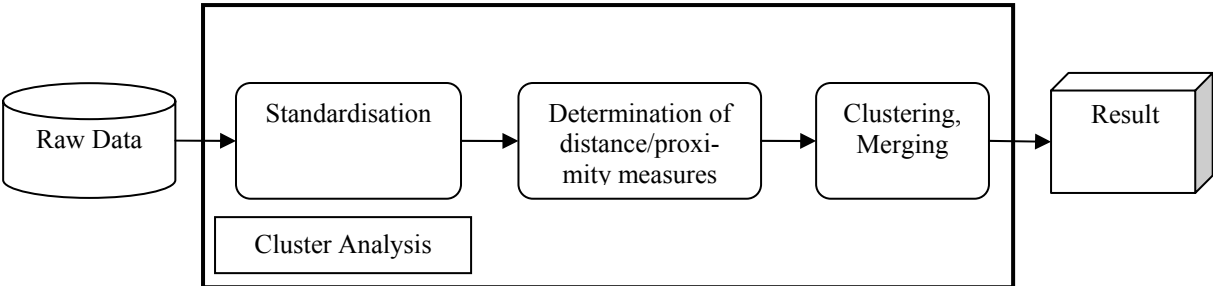 Raw Data
Standardisation
Determination of
distance/proxi-
mity measures
Clustering,
Merging
Result
Cluster Analysis